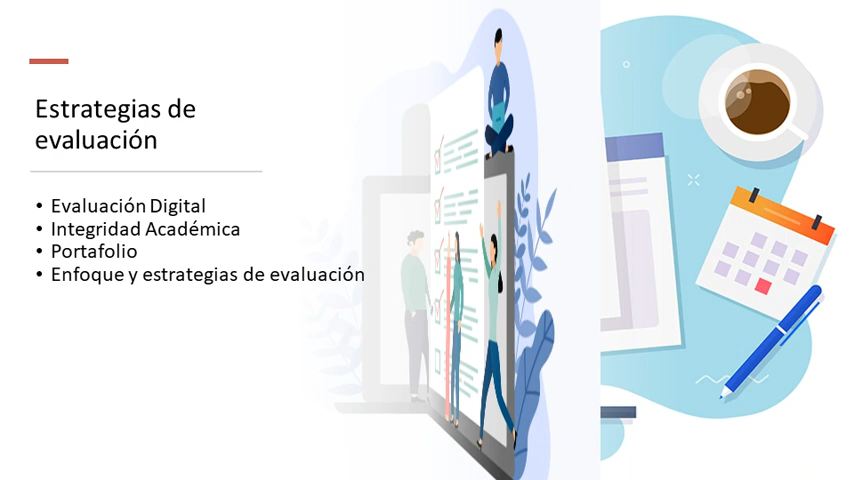 Estrategias de
evaluación
• Evaluación Digital
• Integridad Académica
• Portafolio
• Enfoque y estrategias de evaluación